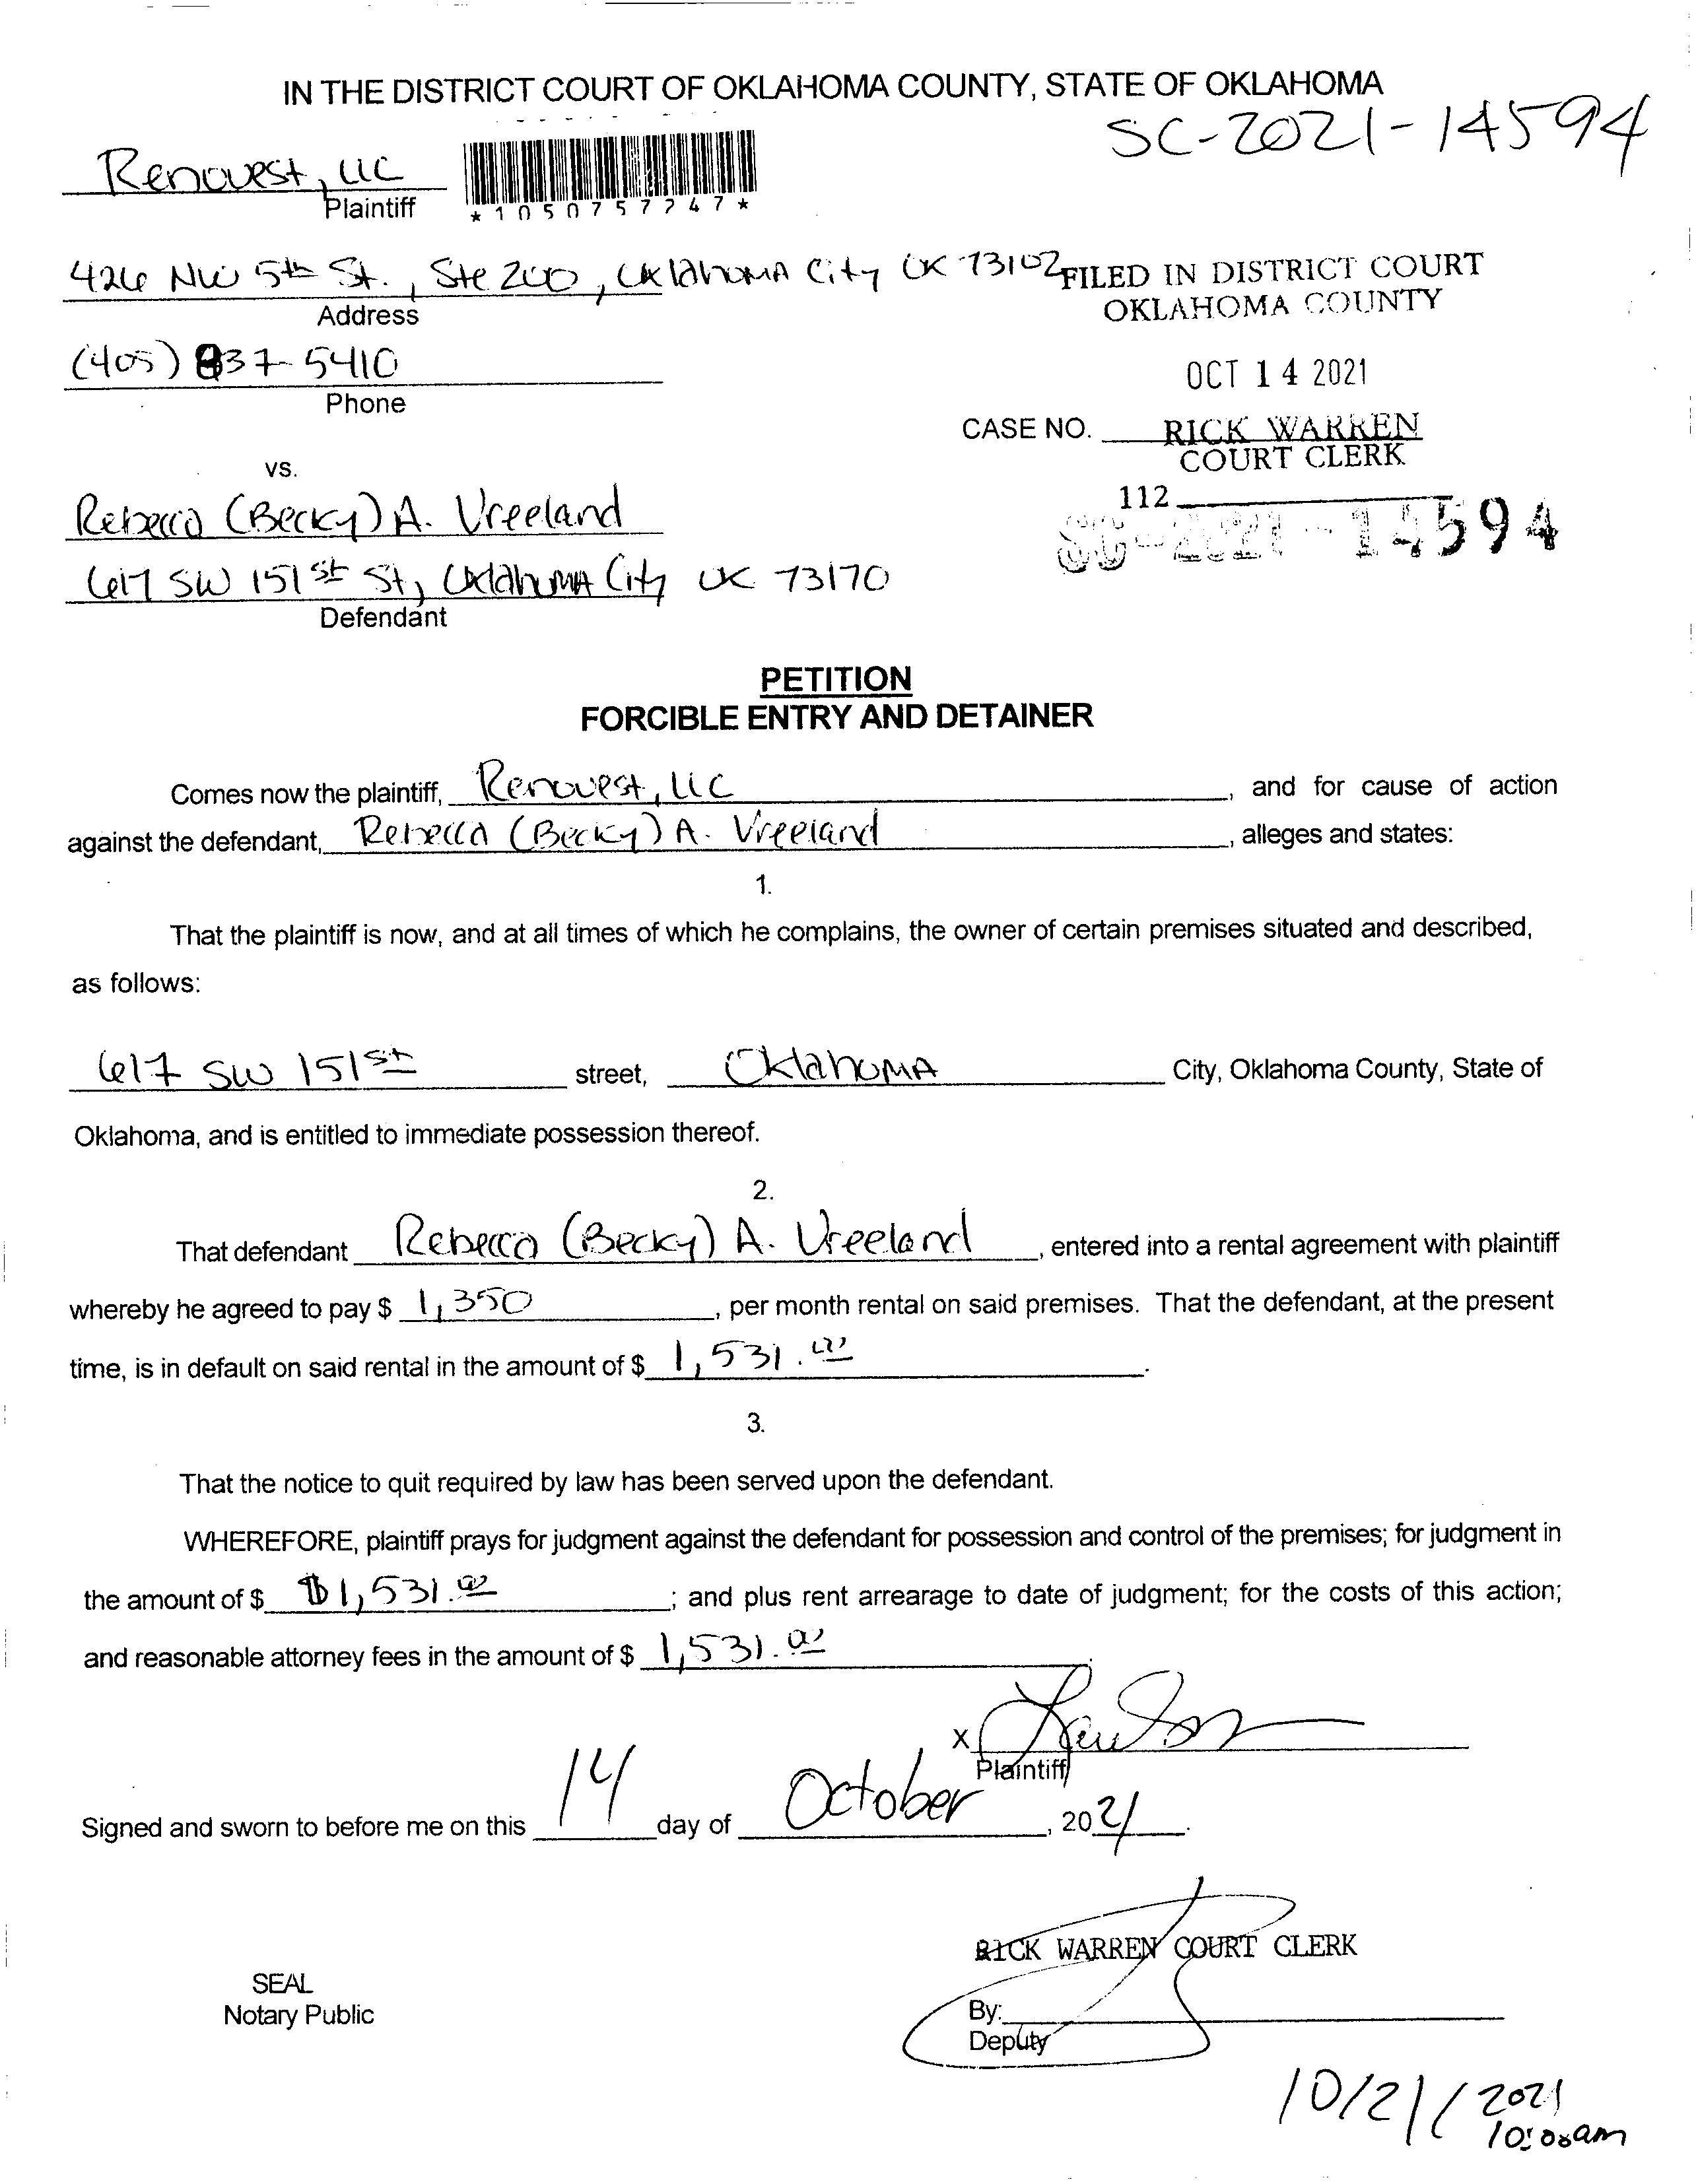 IN THE DISTRICT COURT OF OKLAHOMA COUNTY, STATE OF OKLAHOMA
SC-2021-14594
Renovest, LLC
Plaintiff
*1050757747*
426 NW 5th St., Ste 200, Oklahoma City OK 73102
Address
FILED IN DISTRICT COURT
OKLAHOMA COUNTY
(405) 937-5410
Phone
OCT 14 2021
CASE NO.
RICK WARREN
COURT CLERK
112
SC-2021-14594
vs.
Rebecca (Becky) A. Vreeland
617 SW 151st St, Oklahoma City OK 73170
Defendant
PETITION
FORCIBLE ENTRY AND DETAINER
Comes now the plaintiff, Renovest, LLC, and for cause of action
against the defendant, Rebecca (Becky) A. Vreeland, alleges and states:
1.
That the plaintiff is now, and at all times of which he complains, the owner of certain premises situated and described,
as follows:
617 SW 151st street, Oklahoma City, Oklahoma County, State of
Oklahoma, and is entitled to immediate possession thereof.
2.
That defendant Rebecca (Becky) A. Vreeland, entered into a rental agreement with plaintiff
whereby he agreed to pay $ 1,350, per month rental on said premises. That the defendant, at the present
time, is in default on said rental in the amount of $ 1,531.00.
3.
That the notice to quit required by law has been served upon the defendant.
WHEREFORE, plaintiff prays for judgment against the defendant for possession and control of the premises; for judgment in
the amount of $ $1,531.00; and plus rent arrearage to date of judgment; for the costs of this action;
and reasonable attorney fees in the amount of $ 1,531.00.
X
Plaintiff
Signed and sworn to before me on this 14 day of October, 2021.
RICK WARREN COURT CLERK
SEAL
Notary Public
By:
Deputy
10/21/2021
10:00am